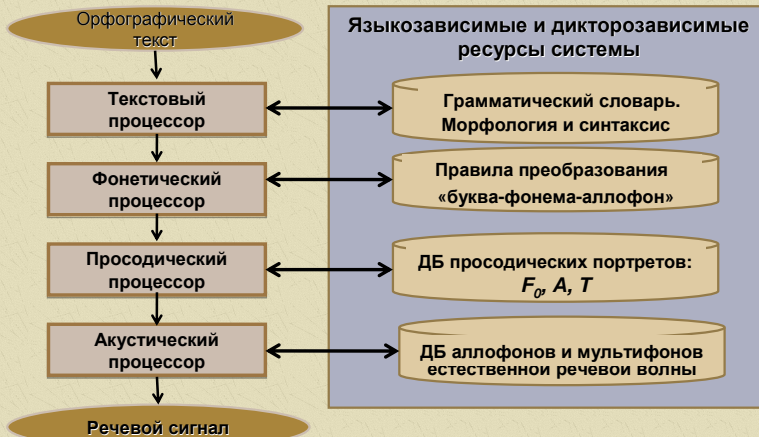 Орфографический
текст
Текстовый
процессор
Фонетический
процессор
Просодический
процессор
Акустический
процессор
Речевой сигнал
Языкозависимые и дикторозависимые
ресурсы системы
Грамматический словарь.
Морфология и синтаксис
Правила преобразования
«буква-фонема-аллофон»
ДБ просодических портретов:
F0, A, T
ДБ аллофонов и мультифонов
естественной речевой волны